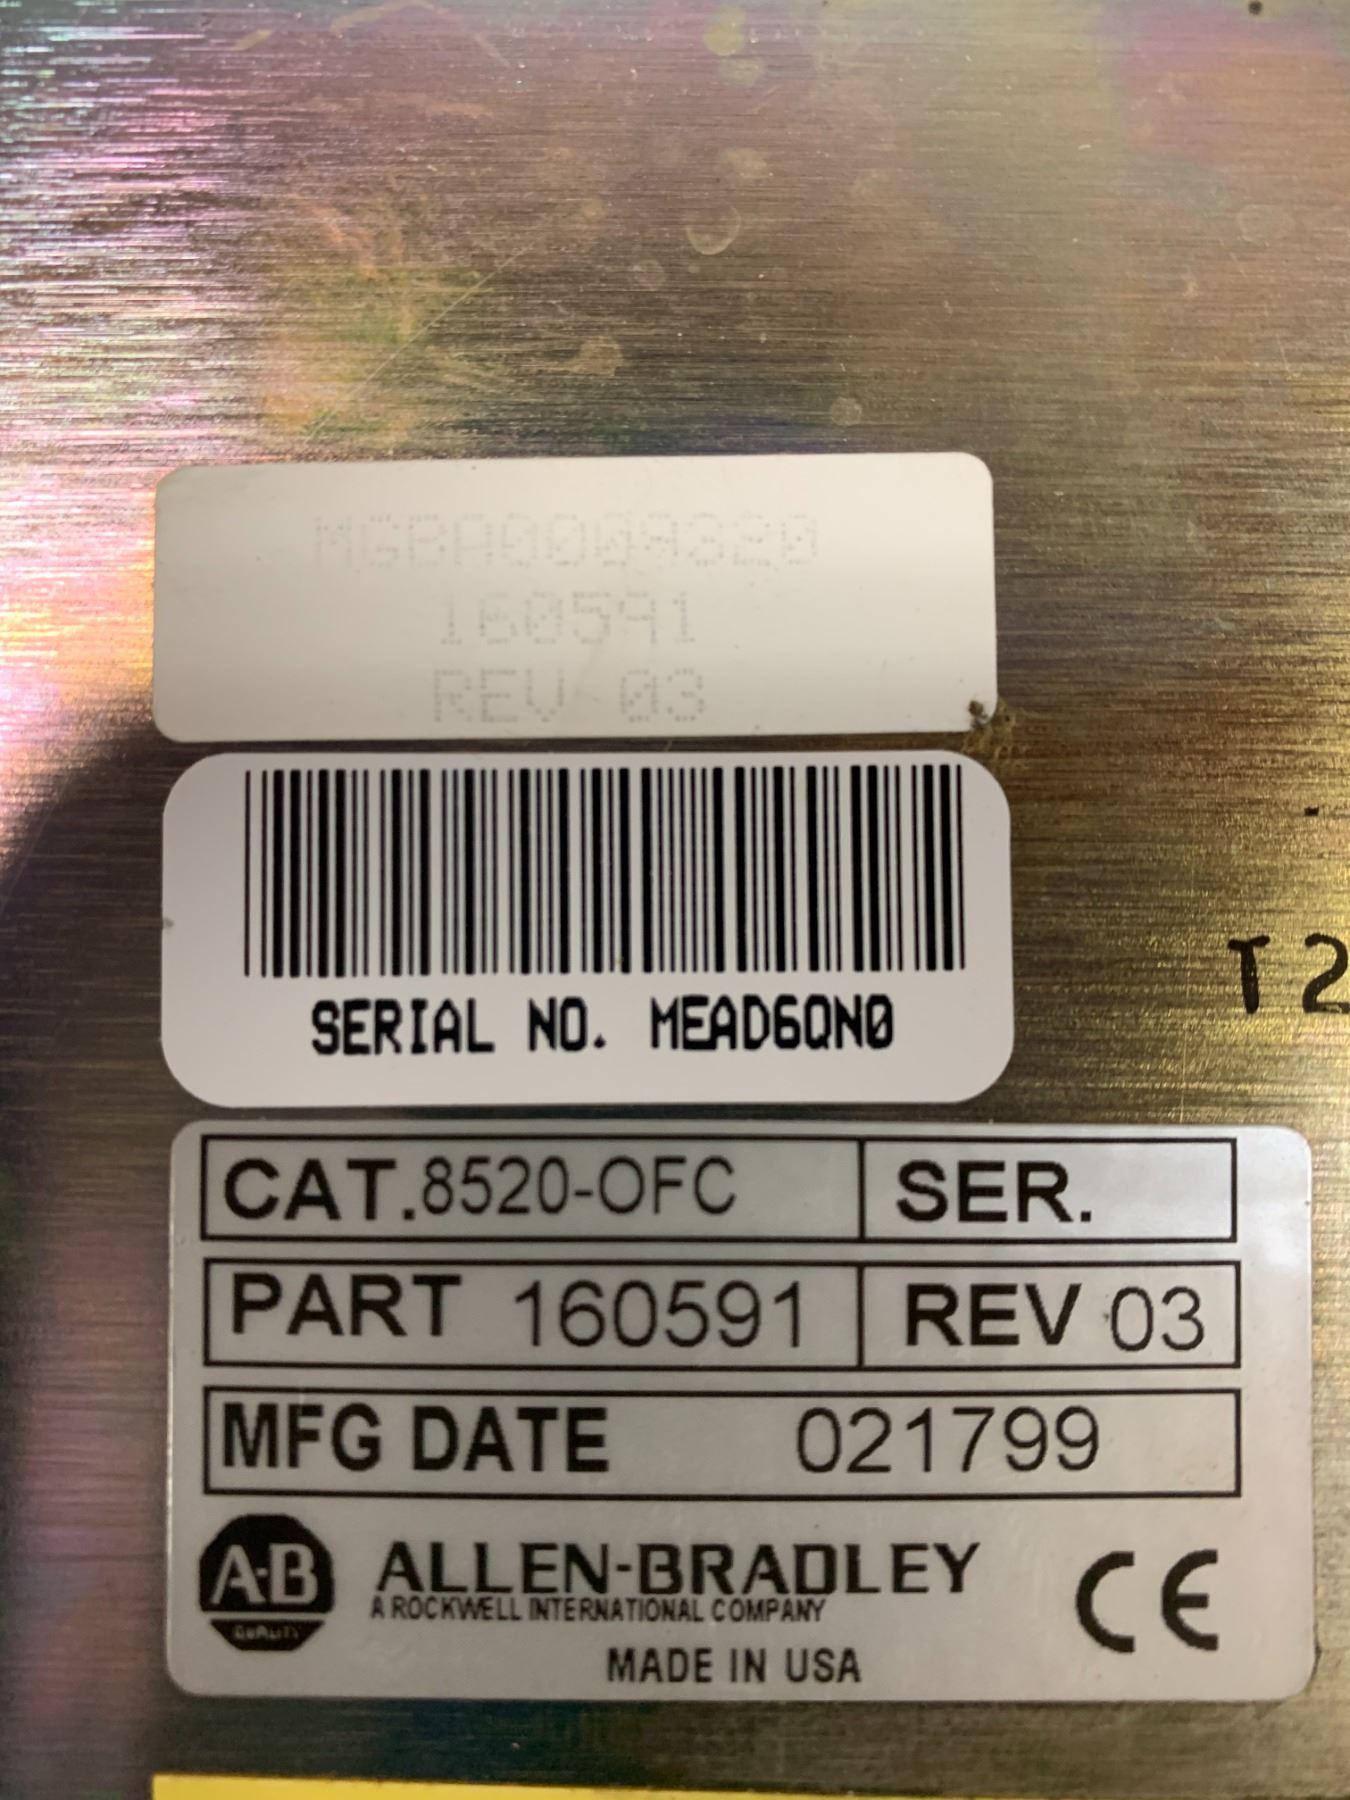 160591
REV 03
SERIAL NO. MEAD6QN0
T2
CAT.8520-OFC SER.
PART 160591 REV 03
MFG DATE 021799
A-B
QUALITY
ALLEN-BRADLEY
A ROCKWELL INTERNATIONAL COMPANY
CE
MADE IN USA